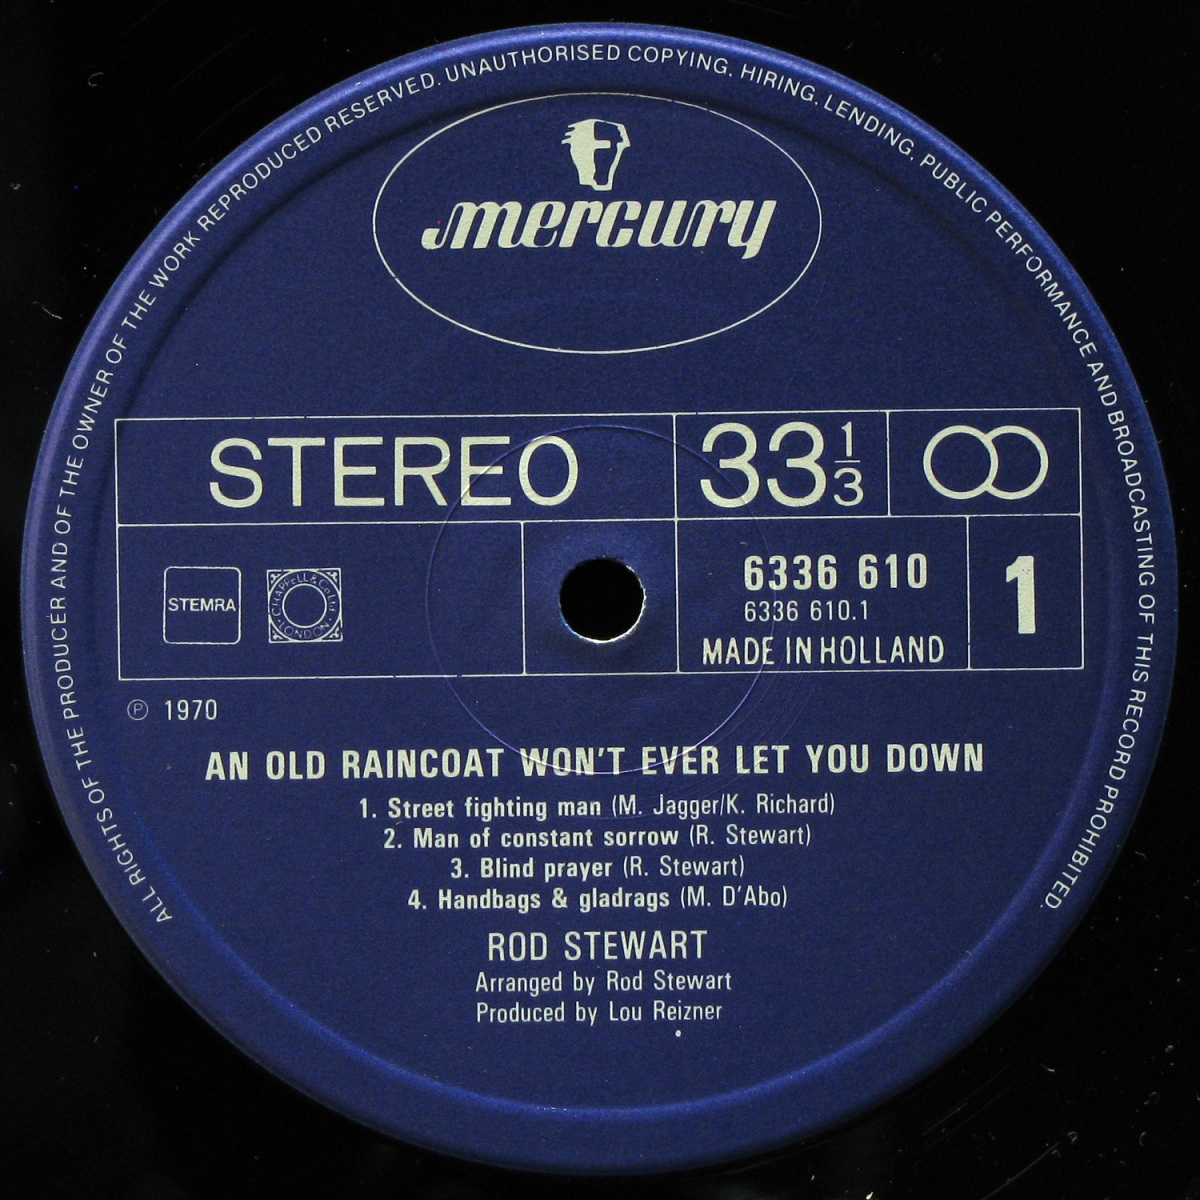 ALL RIGHTS OF THE PRODUCER AND OF THE OWNER OF THE WORK REPRODUCED RESERVED. UNAUTHORISED COPYING, HIRING, LENDING, PUBLIC PERFORMANCE AND BROADCASTING OF THIS RECORD PROHIBITED.
mercury
STEREO 33 1/3
STEMRA
CHAPPELL & Co Ltd LONDON
6336 610
6336 610.1
MADE IN HOLLAND
1
℗ 1970
AN OLD RAINCOAT WON'T EVER LET YOU DOWN
1. Street fighting man (M. Jagger/K. Richard)
2. Man of constant sorrow (R. Stewart)
3. Blind prayer (R. Stewart)
4. Handbags & gladrags (M. D'Abo)
ROD STEWART
Arranged by Rod Stewart
Produced by Lou Reizner